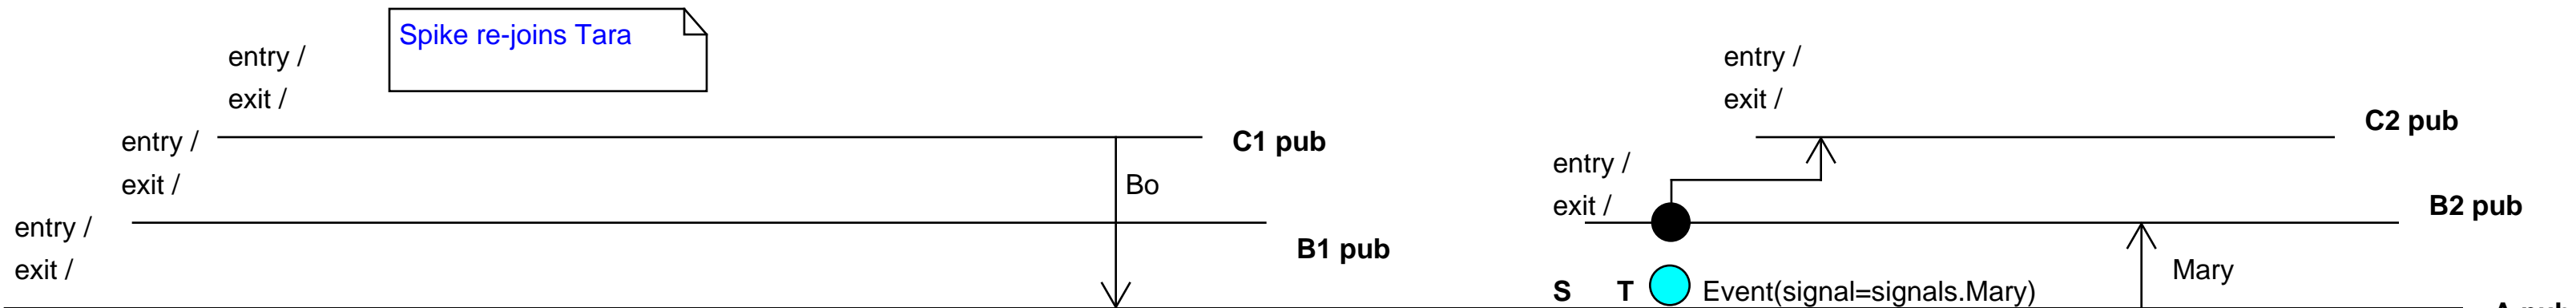 Spike re-joins Tara
entry /
exit /
entry /
exit /
C1 pub
C2 pub
entry /
exit /
entry /
exit /
Bo
B1 pub
B2 pub
entry /
exit /
S T Event(signal=signals.Mary)
Mary